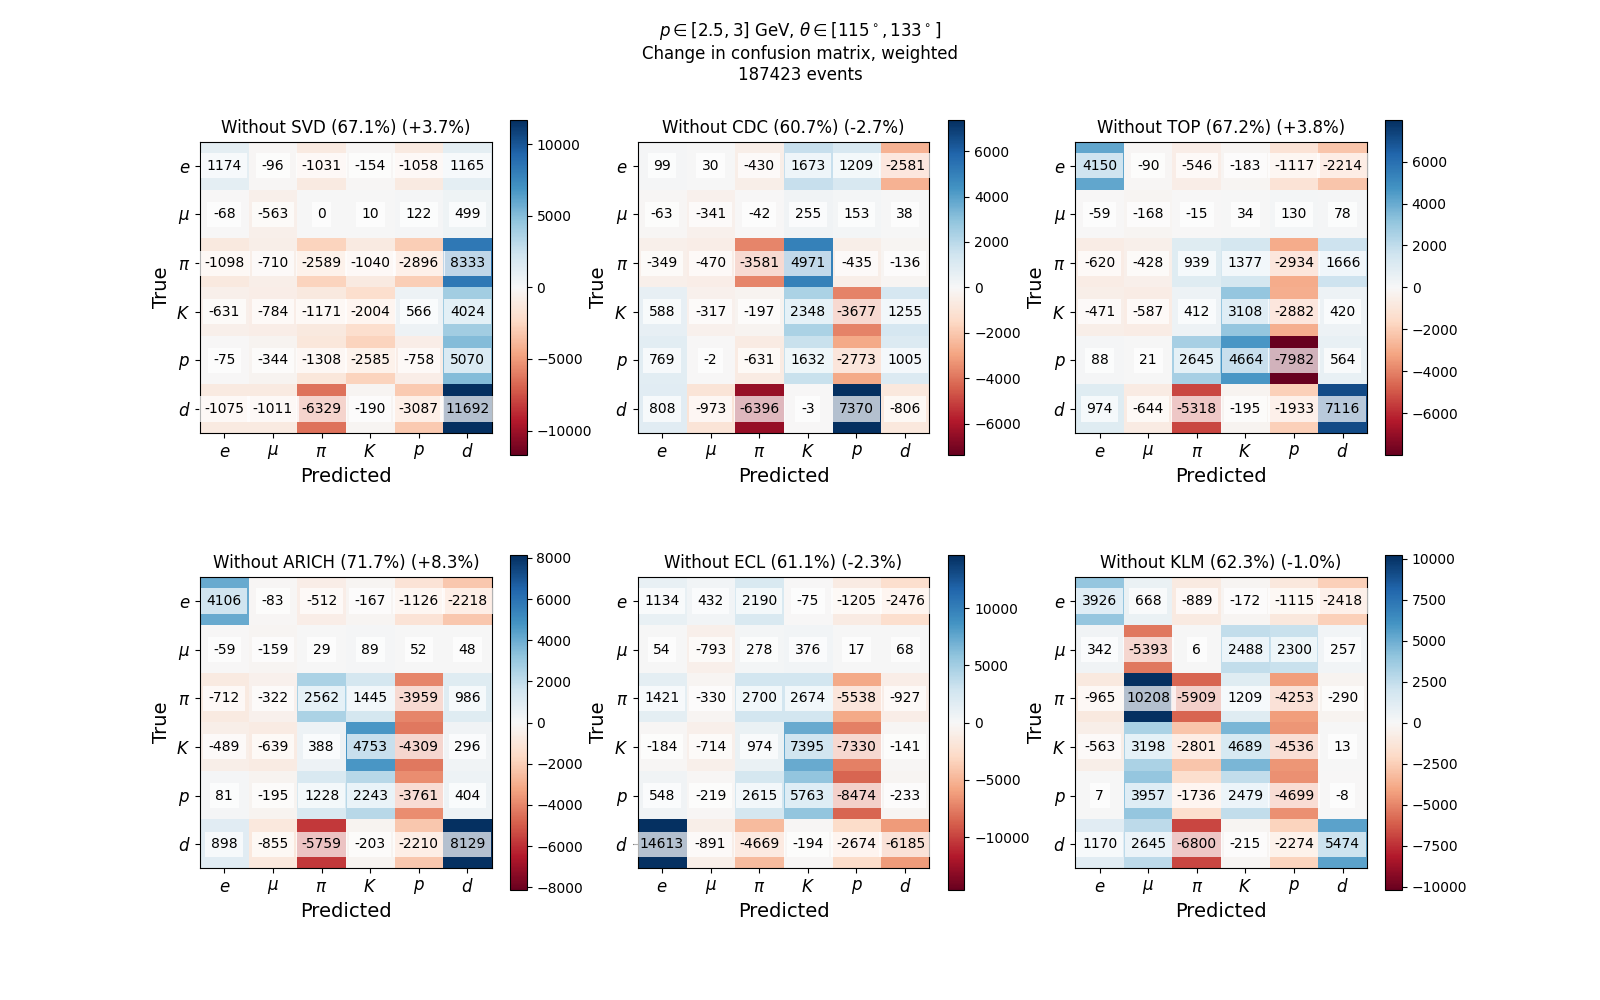 p ∈ [2.5, 3] GeV, θ ∈ [115°, 133°]
Change in confusion matrix, weighted
187423 events
Without SVD (67.1%) (+3.7%)
e 1174 -96 -1031 -154 -1058 1165
μ -68 -563 0 10 122 499
π -1098 -710 -2589 -1040 -2896 8333
K -631 -784 -1171 -2004 566 4024
p -75 -344 -1308 -2585 -758 5070
d -1075 -1011 -6329 -190 -3087 11692
e μ π K p d
Predicted
True
10000
5000
0
−5000
−10000
Without CDC (60.7%) (-2.7%)
99 30 -430 1673 1209 -2581
-63 -341 -42 255 153 38
-349 -470 -3581 4971 -435 -136
588 -317 -197 2348 -3677 1255
769 -2 -631 1632 -2773 1005
808 -973 -6396 -3 7370 -806
e μ π K p d
Predicted
True
6000
4000
2000
0
−2000
−4000
−6000
Without TOP (67.2%) (+3.8%)
e 4150 -90 -546 -183 -1117 -2214
μ -59 -168 -15 34 130 78
π -620 -428 939 1377 -2934 1666
K -471 -587 412 3108 -2882 420
p 88 21 2645 4664 -7982 564
d 974 -644 -5318 -195 -1933 7116
e μ π K p d
Predicted
True
6000
4000
2000
0
−2000
−4000
−6000
Without ARICH (71.7%) (+8.3%)
e 4106 -83 -512 -167 -1126 -2218
μ -59 -159 29 89 52 48
π -712 -322 2562 1445 -3959 986
K -489 -639 388 4753 -4309 296
p 81 -195 1228 2243 -3761 404
d 898 -855 -5759 -203 -2210 8129
e μ π K p d
Predicted
True
8000
6000
4000
2000
0
−2000
−4000
−6000
−8000
Without ECL (61.1%) (-2.3%)
e 1134 432 2190 -75 -1205 -2476
μ 54 -793 278 376 17 68
π 1421 -330 2700 2674 -5538 -927
K -184 -714 974 7395 -7330 -141
p 548 -219 2615 5763 -8474 -233
d 14613 -891 -4669 -194 -2674 -6185
e μ π K p d
Predicted
True
10000
5000
0
−5000
−10000
Without KLM (62.3%) (-1.0%)
e 3926 668 -889 -172 -1115 -2418
μ 342 -5393 6 2488 2300 257
π -965 10208 -5909 1209 -4253 -290
K -563 3198 -2801 4689 -4536 13
p 7 3957 -1736 2479 -4699 -8
d 1170 2645 -6800 -215 -2274 5474
e μ π K p d
Predicted
True
10000
7500
5000
2500
0
−2500
−5000
−7500
−10000